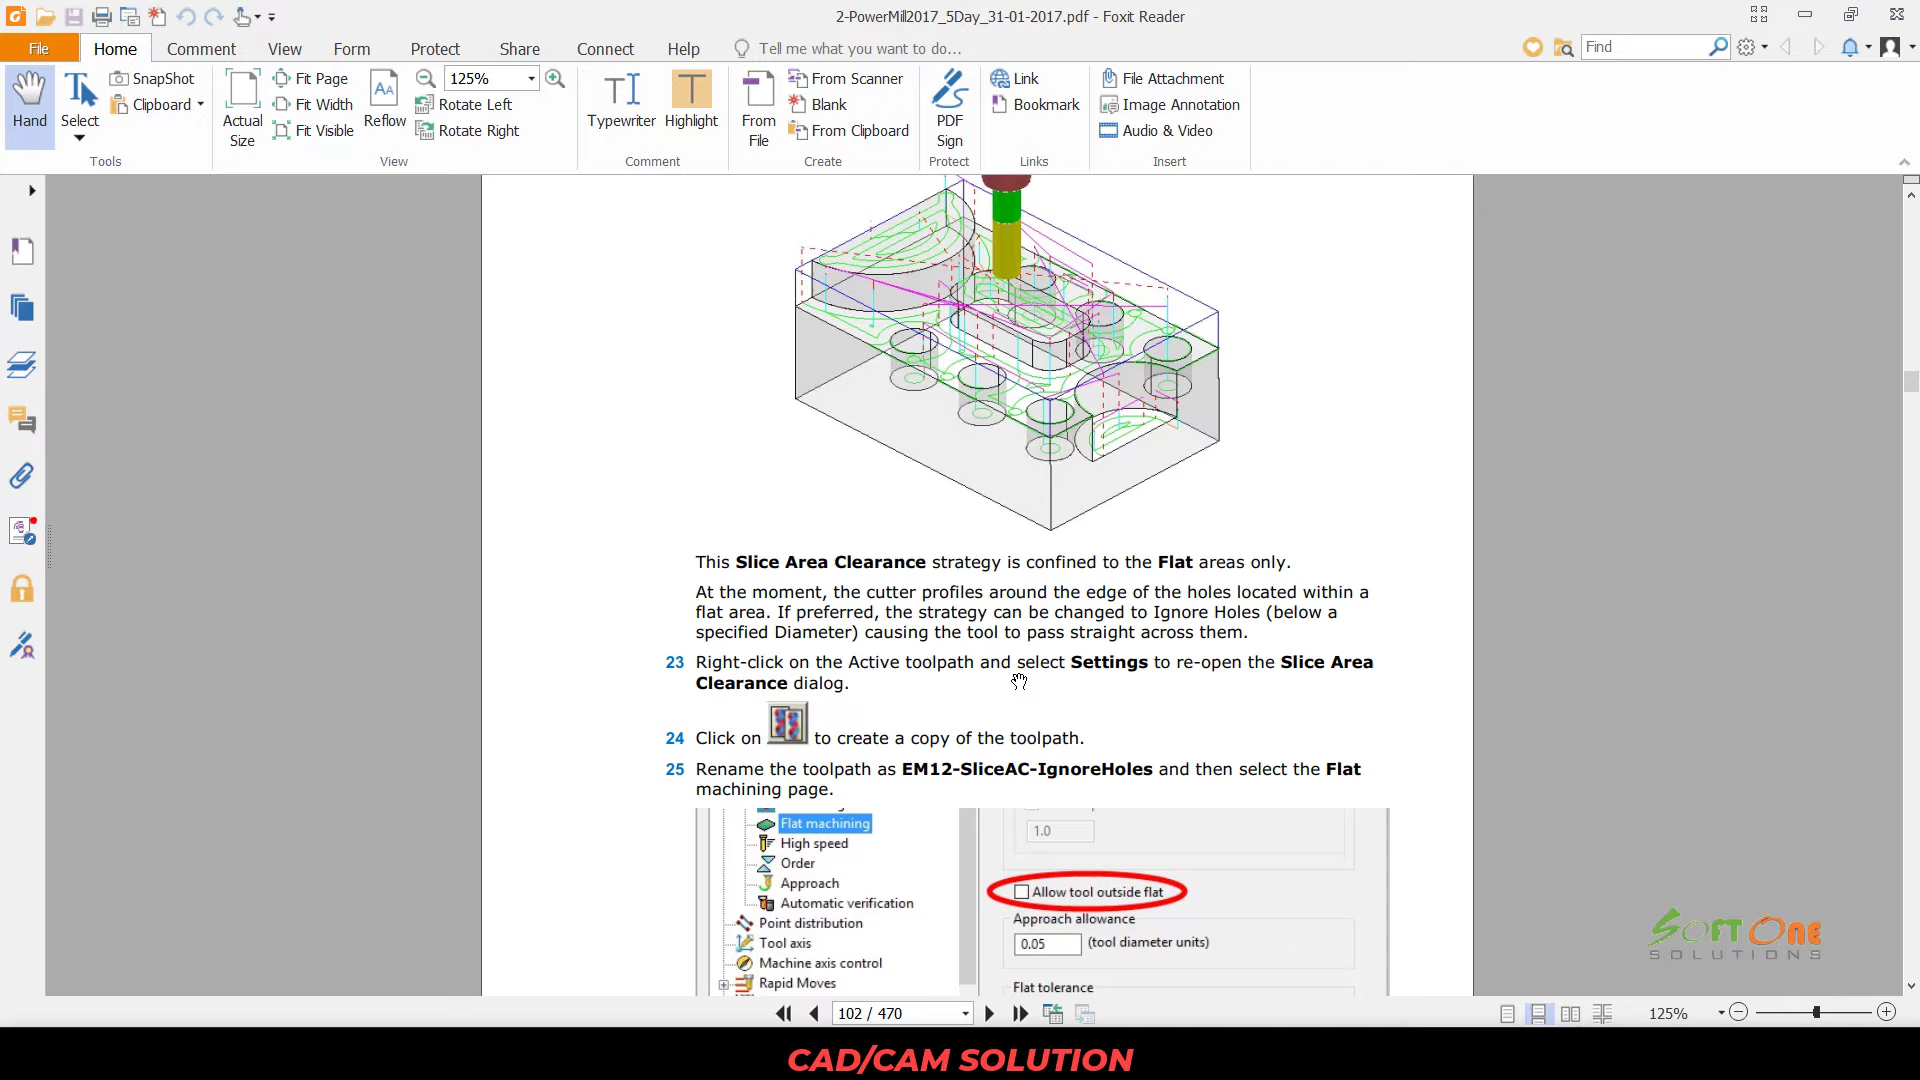 2-PowerMill2017_5Day_31-01-2017.pdf - Foxit Reader
File Home Comment View Form Protect Share Connect Help Tell me what you want to do... Find
Hand
Select
SnapShot
Clipboard
Tools
Actual Size
Fit Page
Fit Width
Fit Visible
Reflow
125%
Rotate Left
Rotate Right
View
Typewriter
Highlight
Comment
From File
From Scanner
Blank
From Clipboard
Create
PDF Sign
Protect
Link
Bookmark
Links
File Attachment
Image Annotation
Audio & Video
Insert
This Slice Area Clearance strategy is confined to the Flat areas only.
At the moment, the cutter profiles around the edge of the holes located within a
flat area. If preferred, the strategy can be changed to Ignore Holes (below a
specified Diameter) causing the tool to pass straight across them.
23 Right-click on the Active toolpath and select Settings to re-open the Slice Area
Clearance dialog.
24 Click on to create a copy of the toolpath.
25 Rename the toolpath as EM12-SliceAC-IgnoreHoles and then select the Flat
machining page.
Flat machining
High speed
Order
Approach
Automatic verification
Point distribution
Tool axis
Machine axis control
Rapid Moves
1.0
Allow tool outside flat
Approach allowance
0.05 (tool diameter units)
Flat tolerance
SOFT ONE
SOLUTIONS
102 / 470
125%
CAD/CAM SOLUTION